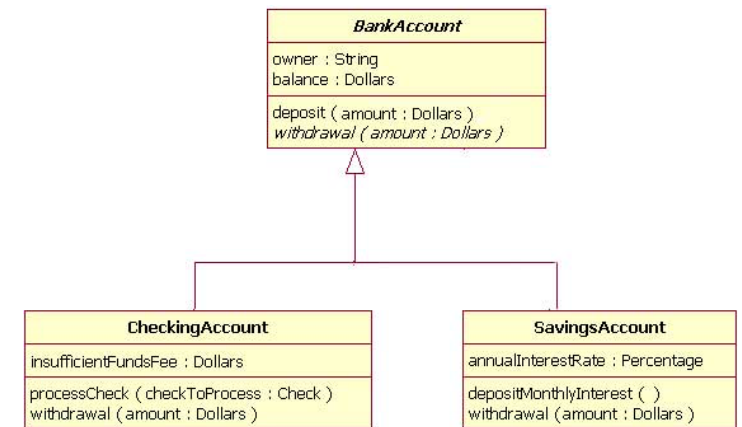 BankAccount
owner : String
balance : Dollars
deposit ( amount : Dollars )
withdrawal ( amount : Dollars )
CheckingAccount
insufficientFundsFee : Dollars
processCheck ( checkToProcess : Check )
withdrawal ( amount : Dollars )
SavingsAccount
annualInterestRate : Percentage
depositMonthlyInterest ( )
withdrawal ( amount : Dollars )